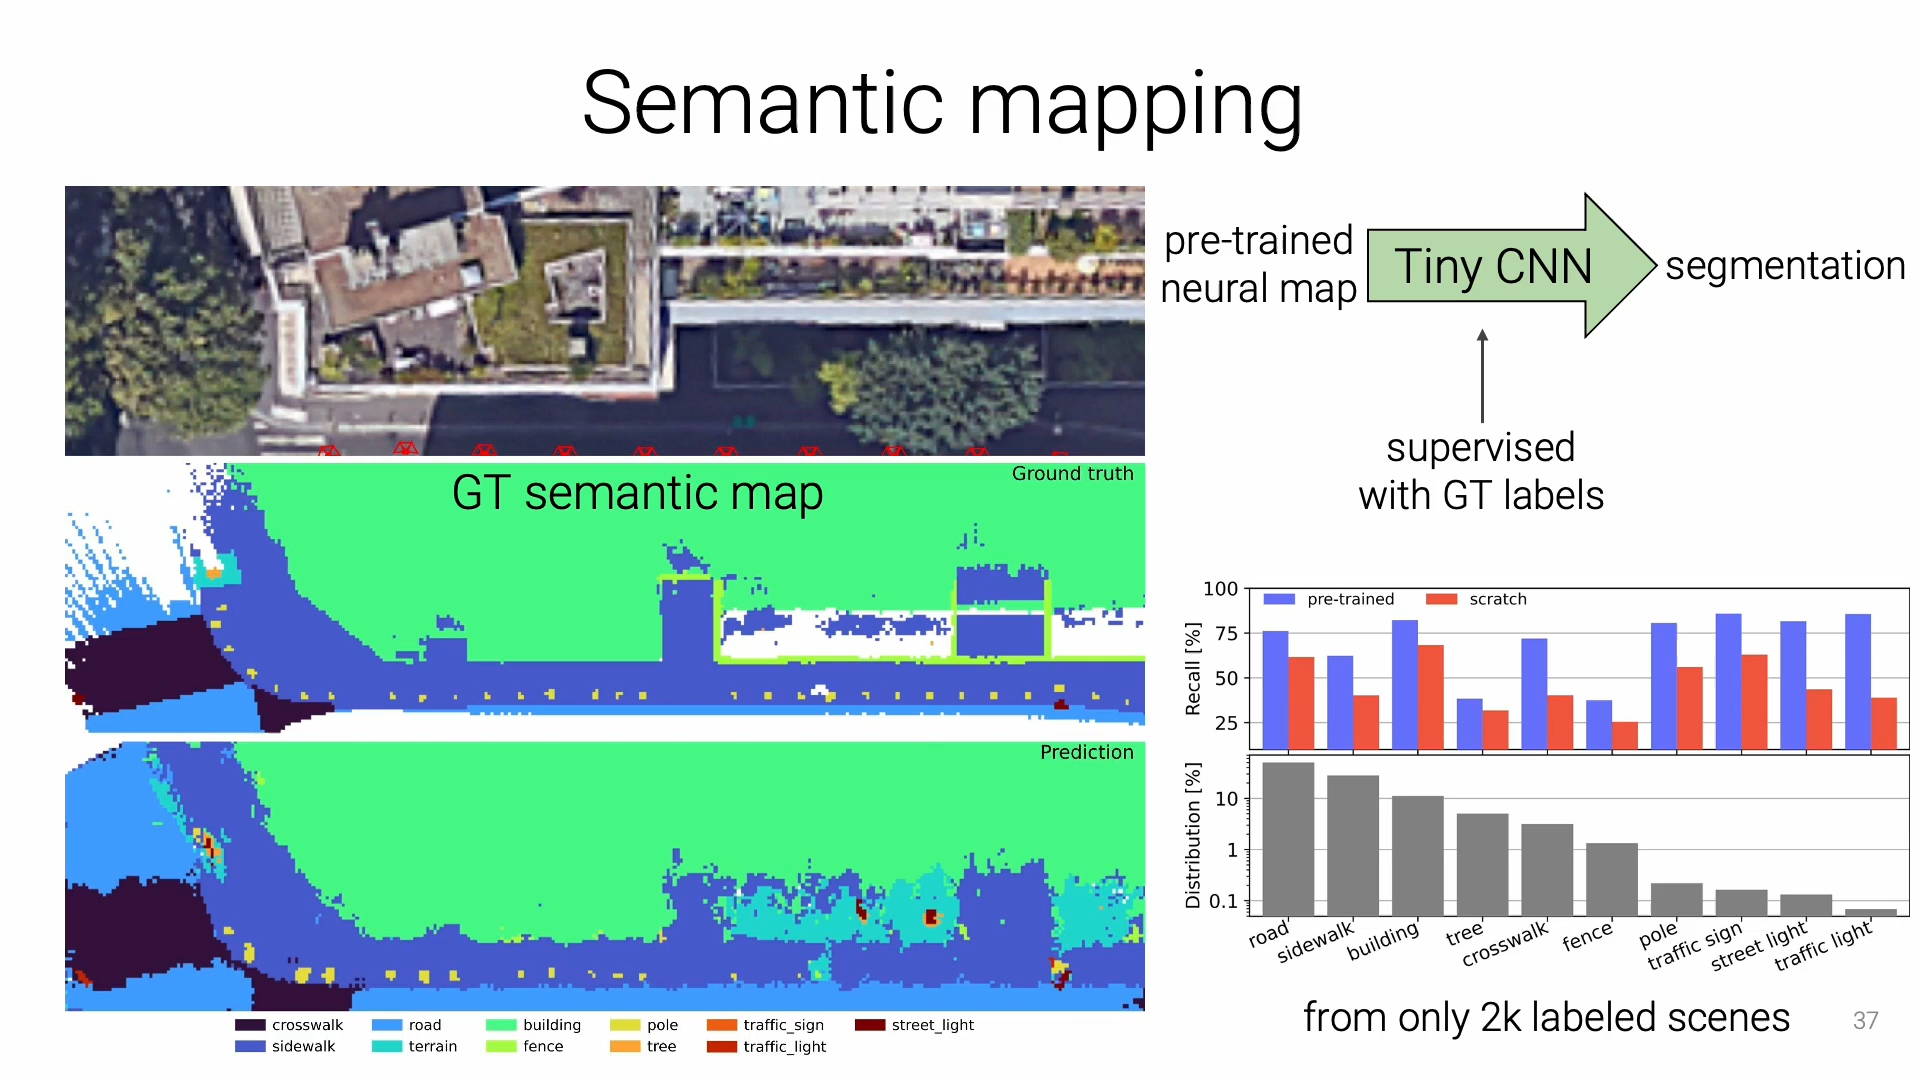 Semantic mapping
pre-trained
neural map
Tiny CNN
segmentation
supervised
with GT labels
GT semantic map
Ground truth
Prediction
crosswalk
road
building
pole
traffic_sign
street_light
sidewalk
terrain
fence
tree
traffic_light
pre-trained
scratch
Recall [%]
100
75
50
25
Distribution [%]
10
1
0.1
road
sidewalk
building
tree
crosswalk
fence
pole
traffic sign
street light
traffic light
from only 2k labeled scenes
37